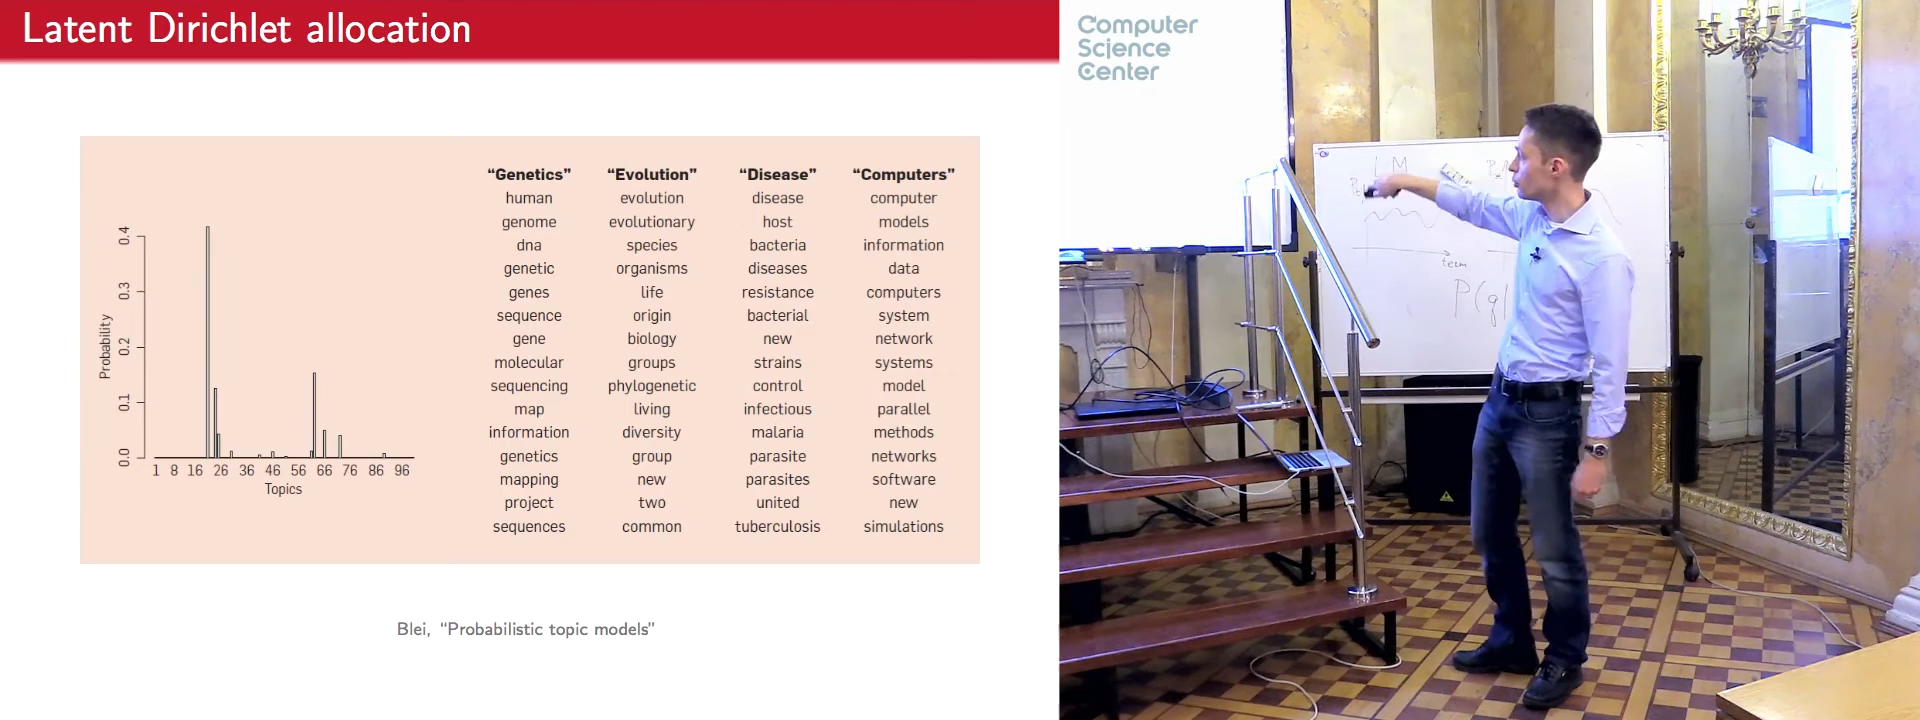 Latent Dirichlet allocation
Computer
Science
Center
“Genetics” “Evolution” “Disease” “Computers”
human evolution disease computer
genome evolutionary host models
dna species bacteria information
genetic organisms diseases data
genes life resistance computers
sequence origin bacterial system
gene biology new network
molecular groups strains systems
sequencing phylogenetic control model
map living infectious parallel
information diversity malaria methods
genetics group parasite networks
mapping new parasites software
project two united new
sequences common tuberculosis simulations
Probability
0.4
0.3
0.2
0.1
0.0
1 8 16 26 36 46 56 66 76 86 96
Topics
Blei, “Probabilistic topic models”
LM
term
P(q|